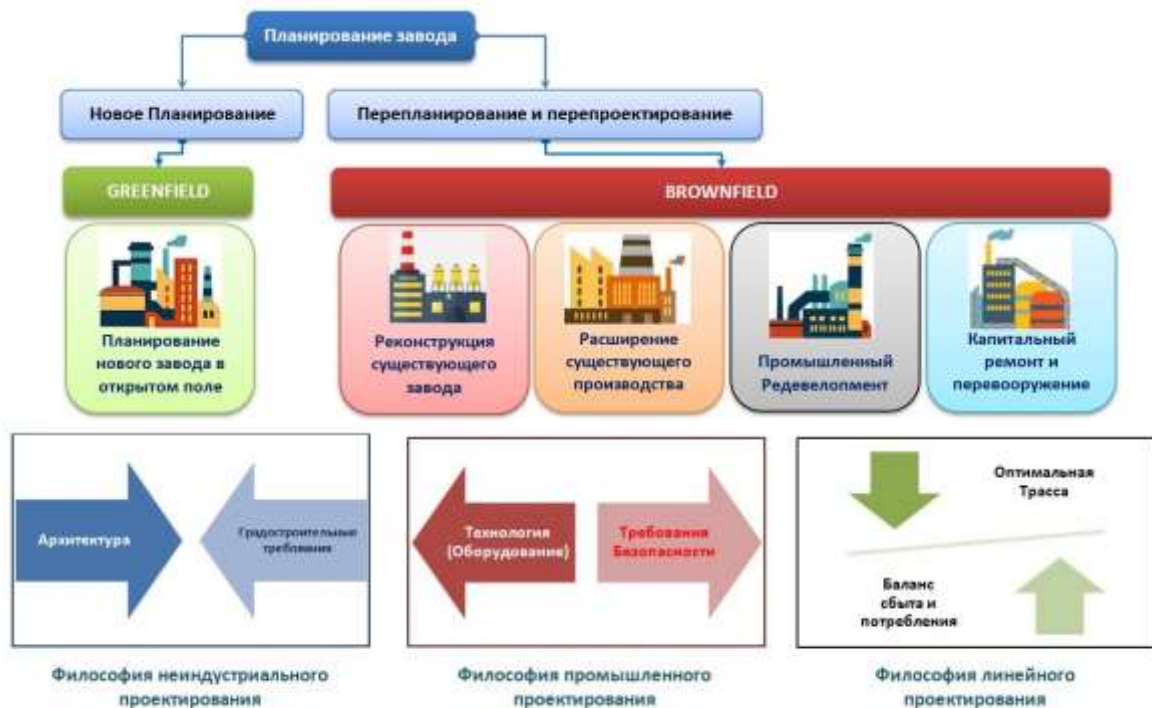 Планирование завода
Новое Планирование
Перепланирование и перепроектирование
GREENFIELD
BROWNFIELD
Планирование
нового завода в
открытом поле
Реконструкция
существующего
завода
Расширение
существующего
производства
Промышленный
Редевелопмент
Капитальный
ремонт и
перевооружение
Архитектура
Градостроительные
требования
Технология
(Оборудование)
Требования
Безопасности
Оптимальная
Трасса
Баланс
сбыта и
потребления
Философия неиндустриального
проектирования
Философия промышленного
проектирования
Философия линейного
проектирования